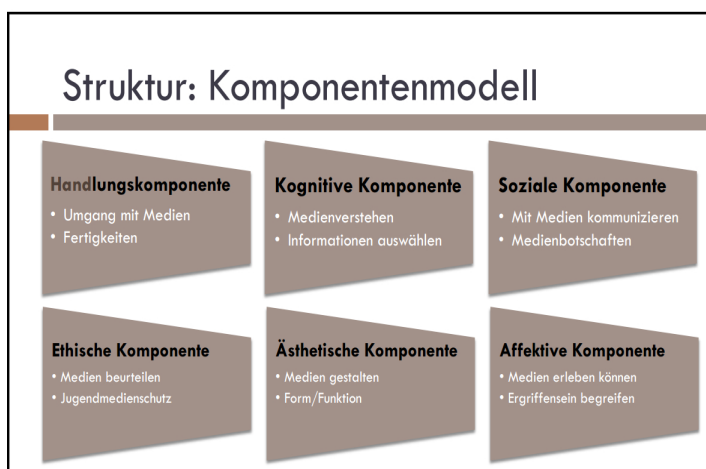 Struktur: Komponentenmodell
Handlungskomponente
• Umgang mit Medien
• Fertigkeiten
Kognitive Komponente
• Medienverstehen
• Informationen auswählen
Soziale Komponente
• Mit Medien kommunizieren
• Medienbotschaften
Ethische Komponente
• Medien beurteilen
• Jugendmedienschutz
Ästhetische Komponente
• Medien gestalten
• Form/Funktion
Affektive Komponente
• Medien erleben können
• Ergriffensein begreifen